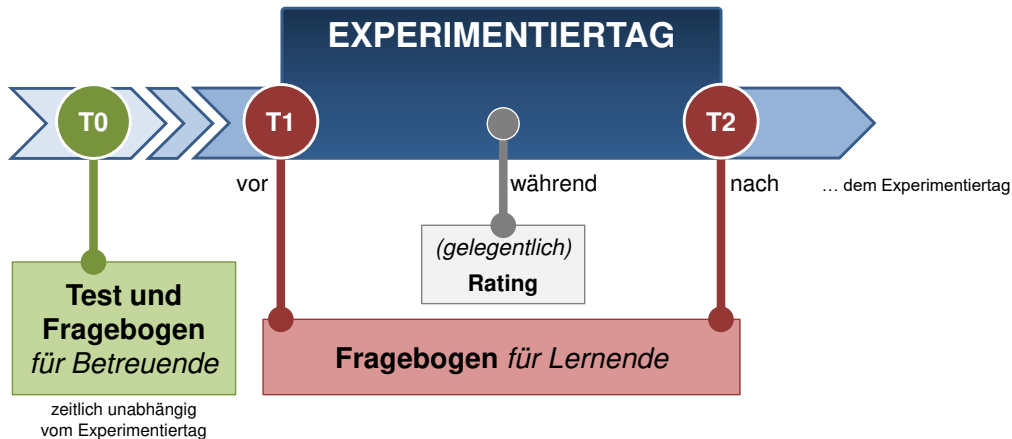 EXPERIMENTIERTAG
T0
T1
T2
vor
während
nach
… dem Experimentiertag
(gelegentlich)
Rating
Test und
Fragebogen
für Betreuende
Fragebogen für Lernende
zeitlich unabhängig
vom Experimentiertag